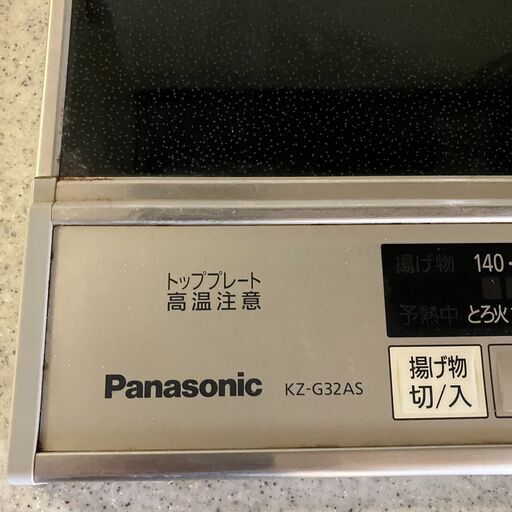 トッププレート
高温注意
Panasonic KZ-G32AS
揚げ物 140・
予熱中 とろ火
揚げ物
切/入